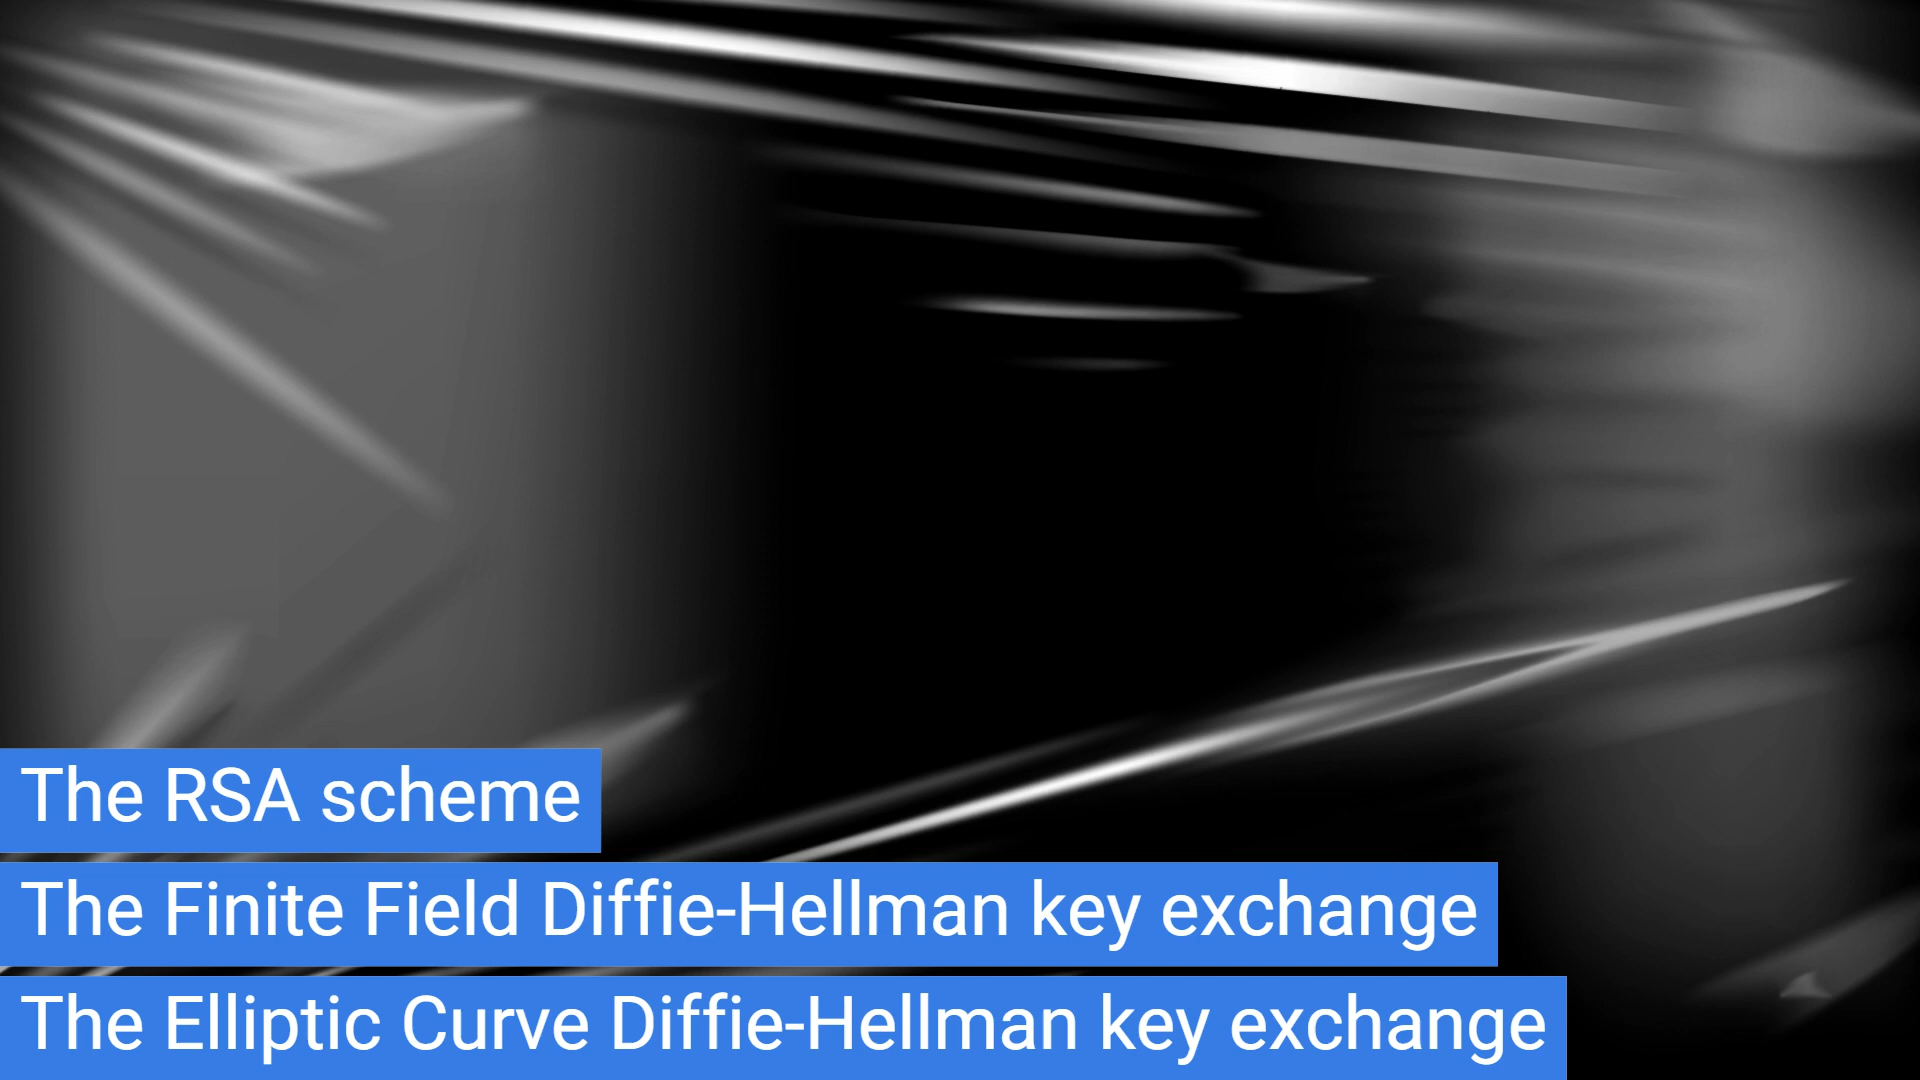 The RSA scheme
The Finite Field Diffie-Hellman key exchange
The Elliptic Curve Diffie-Hellman key exchange